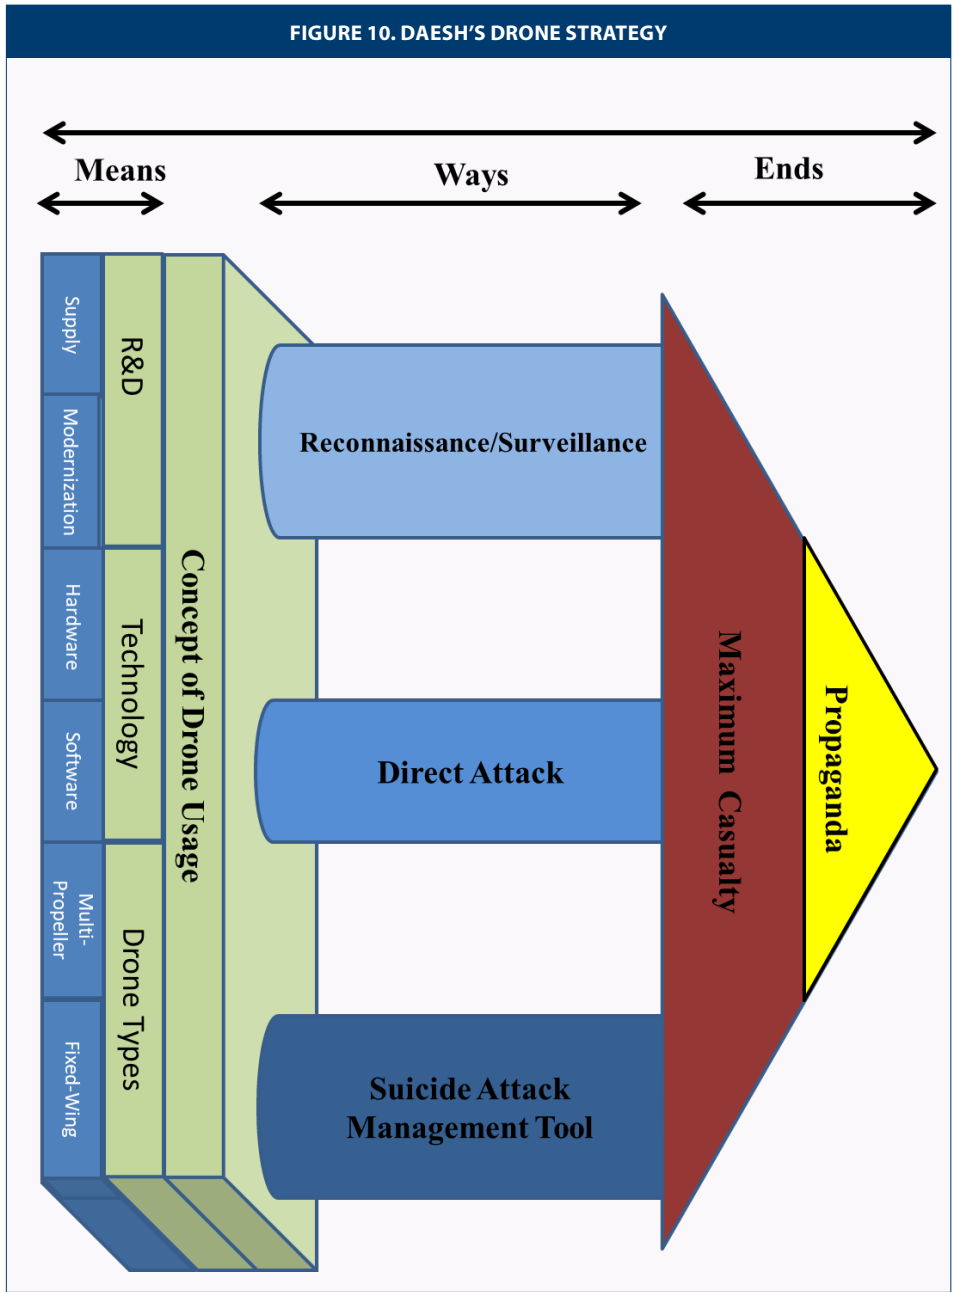 FIGURE 10. DAESH'S DRONE STRATEGY
Means
Ways
Ends
Supply
Modernization
Hardware
Software
Multi-
Propeller
Fixed-Wing
R&D
Technology
Drone Types
Concept of Drone Usage
Reconnaissance/Surveillance
Direct Attack
Suicide Attack
Management Tool
Maximum Casualty
Propaganda